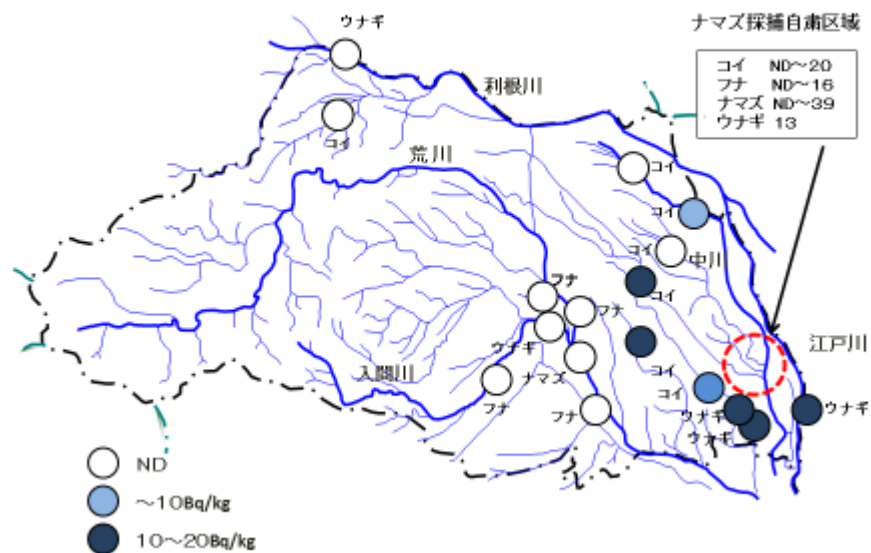 ウナギ
ナマズ採捕自粛区域
コイ ND～20
フナ ND～16
ナマズ ND～39
ウナギ 13
利根川
コイ
荒川
コイ
コイ
コイ
中川
コイ
フナ
フナ
ウナギ
江戸川
入間川
ナマズ
コイ
フナ
コイ
フナ
ウナギ
ウナギ
ウナギ
ND
～10Bq/kg
10～20Bq/kg